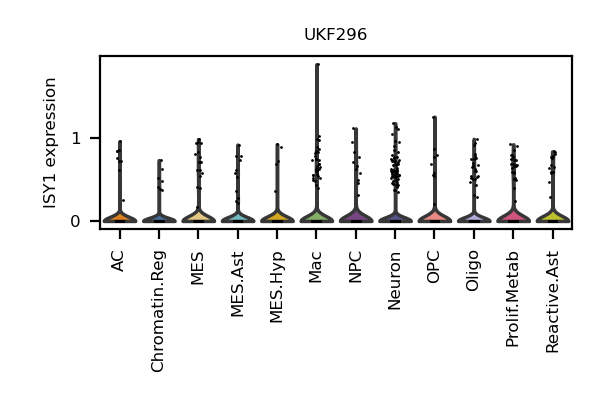 UKF296
ISY1 expression
1
0
AC
Chromatin.Reg
MES
MES.Ast
MES.Hyp
Mac
NPC
Neuron
OPC
Oligo
Prolif.Metab
Reactive.Ast